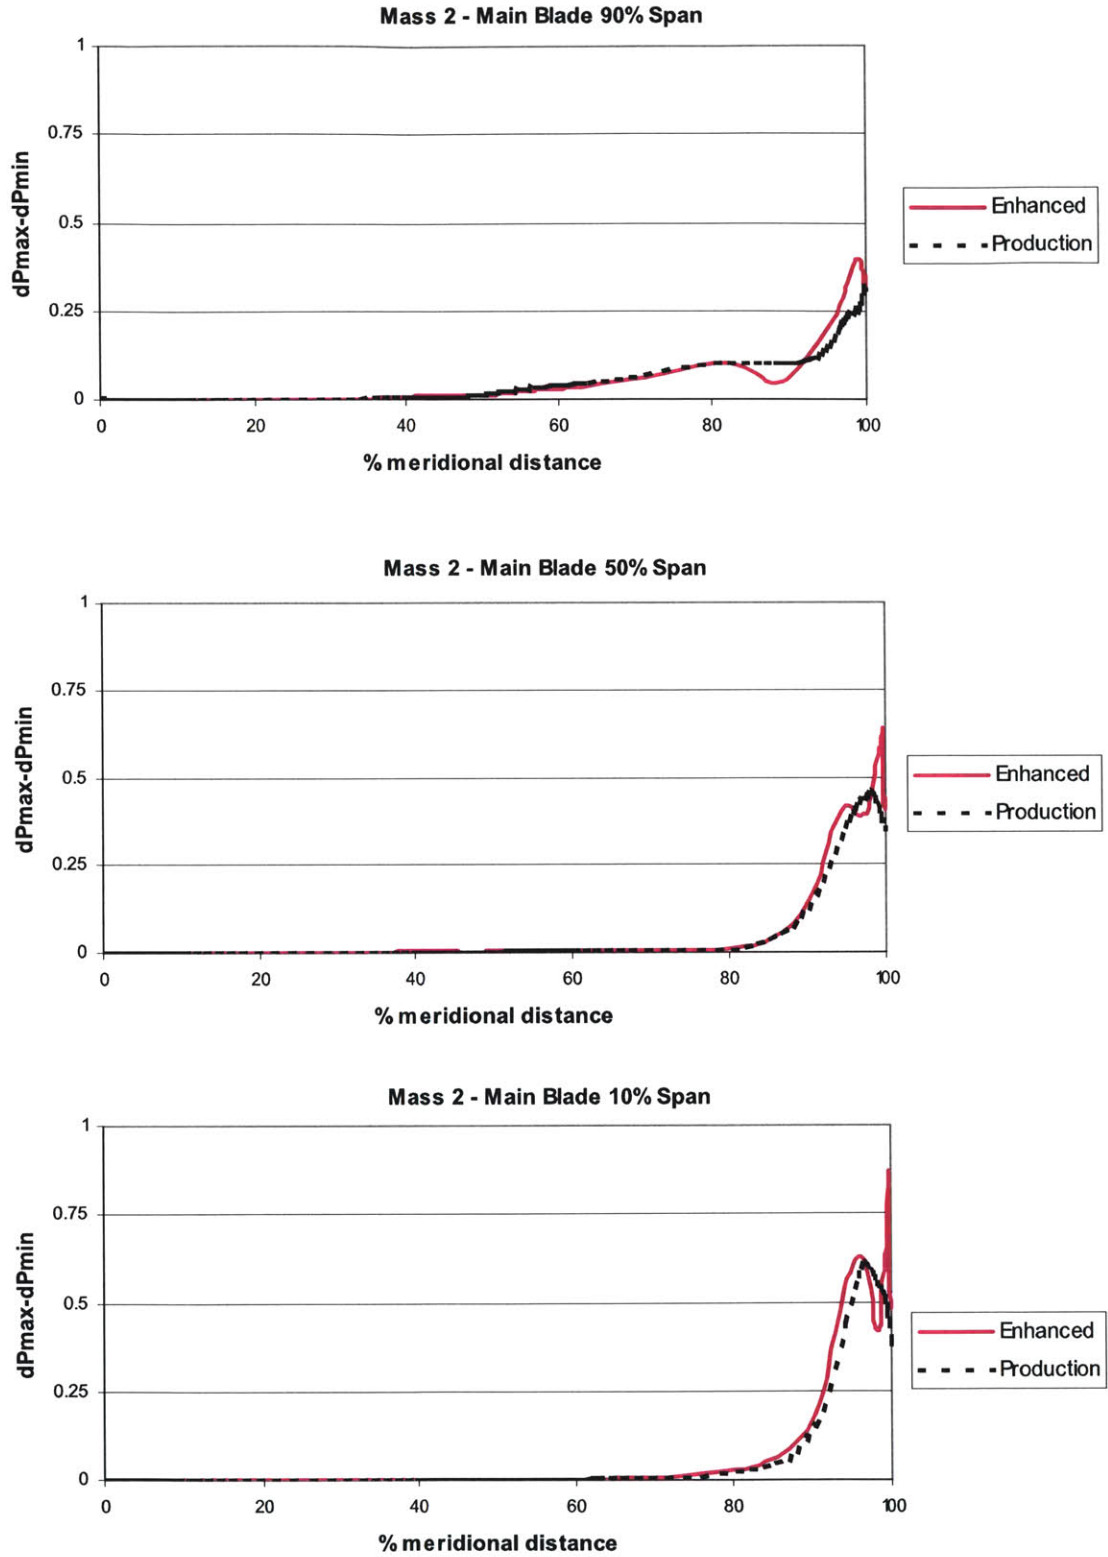 Mass 2 - Main Blade 90% Span
1
0.75
0.5
0.25
0
dPmax-dPmin
0 20 40 60 80 100
% meridional distance
Enhanced
Production
Mass 2 - Main Blade 50% Span
1
0.75
0.5
0.25
0
dPmax-dPmin
0 20 40 60 80 100
% meridional distance
Enhanced
Production
Mass 2 - Main Blade 10% Span
1
0.75
0.5
0.25
0
dPmax-dPmin
0 20 40 60 80 100
% meridional distance
Enhanced
Production